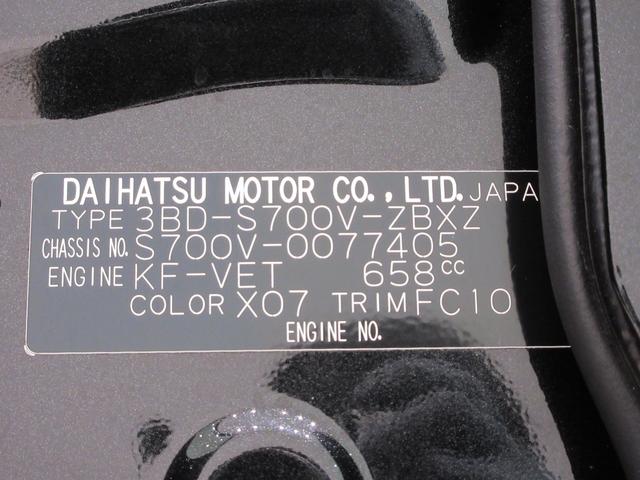 DAIHATSU MOTOR CO., LTD. JAPA
TYPE 3BD-S700V-ZBXZ
CHASSIS NO. S700V-0077405
ENGINE KF-VET 658cc
COLOR X07 TRIM FC10
ENGINE NO.